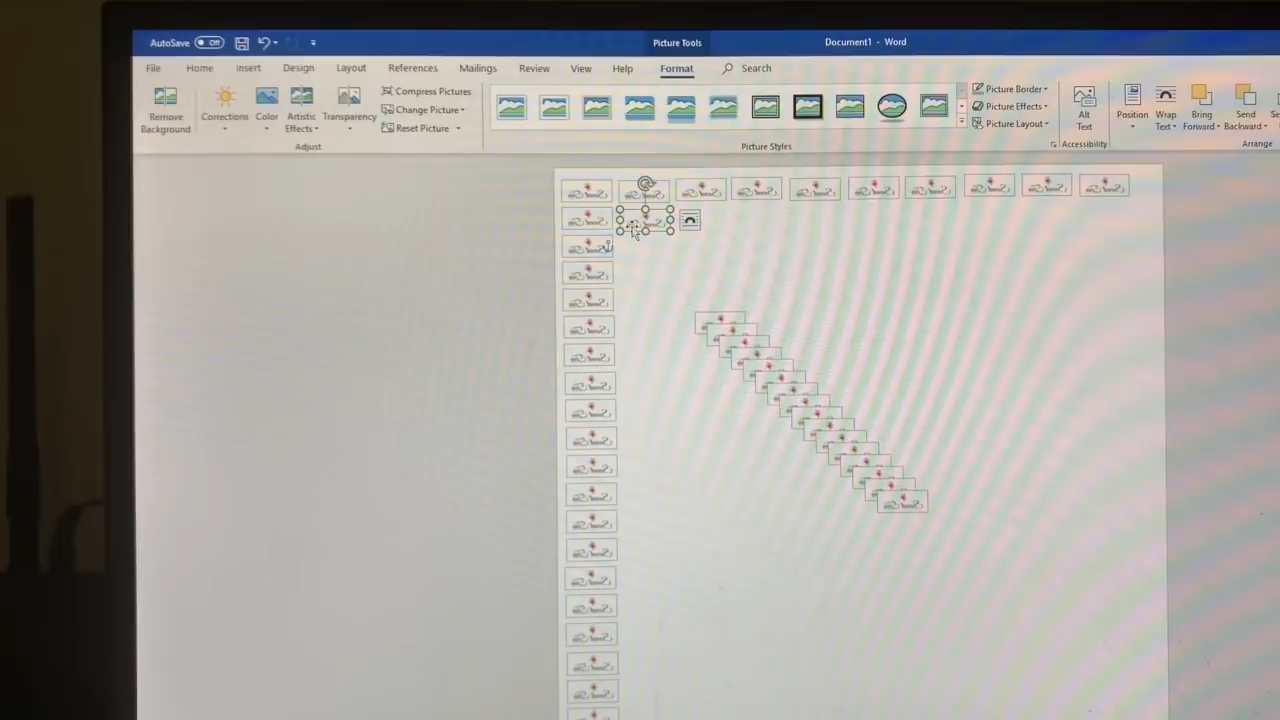 AutoSave Off Picture Tools Document1 - Word
File Home Insert Design Layout References Mailings Review View Help Format Search
Remove Background
Corrections
Color
Artistic Effects
Transparency
Compress Pictures
Change Picture
Reset Picture
Adjust
Picture Styles
Picture Border
Picture Effects
Picture Layout
Alt Text
Accessibility
Position
Wrap Text
Bring Forward
Send Backward
Arrange